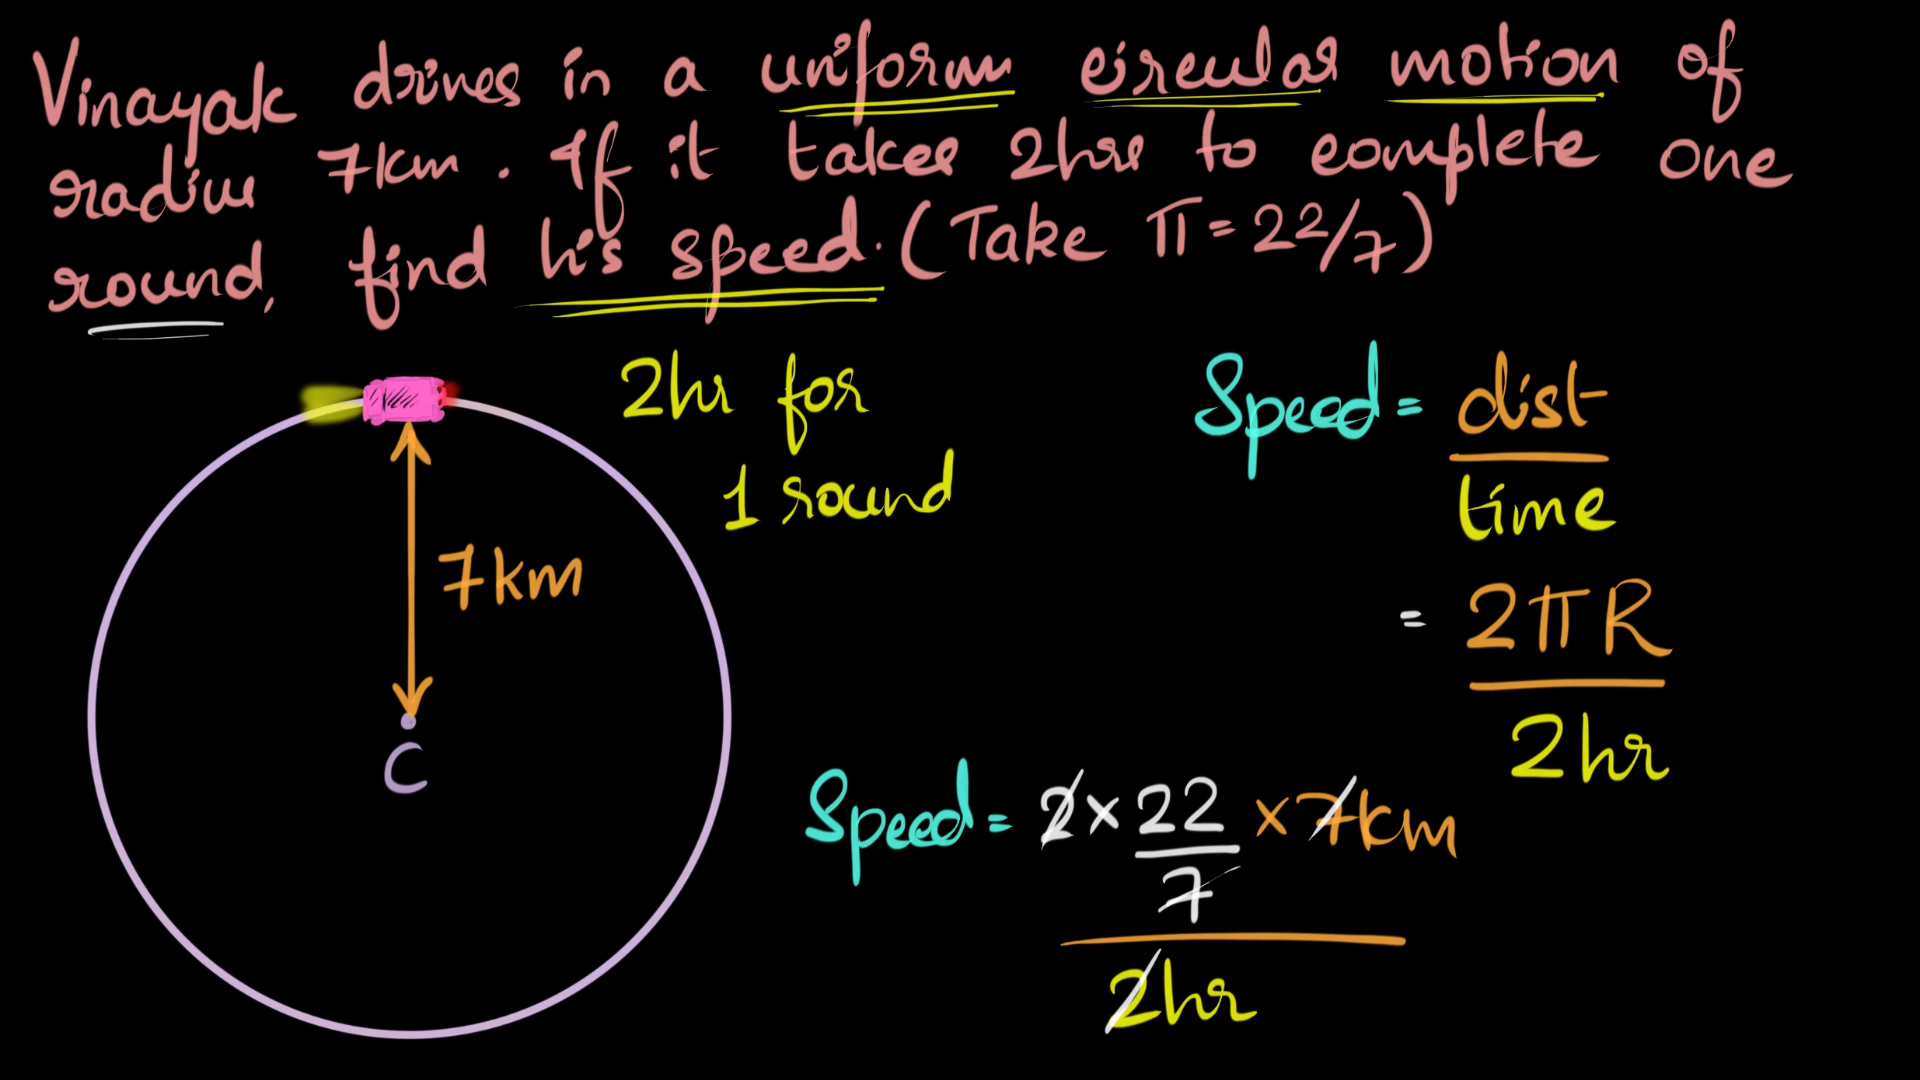 Vinayak drives in a uniform circular motion of
radius 7km. If it takes 2hrs to complete one
round, find his speed. (Take π = 22/7)
2hr for
1 round
7km
C
Speed = dist
time
= 2πR
2hr
Speed = 2 × 22 × 7km
7
2hr